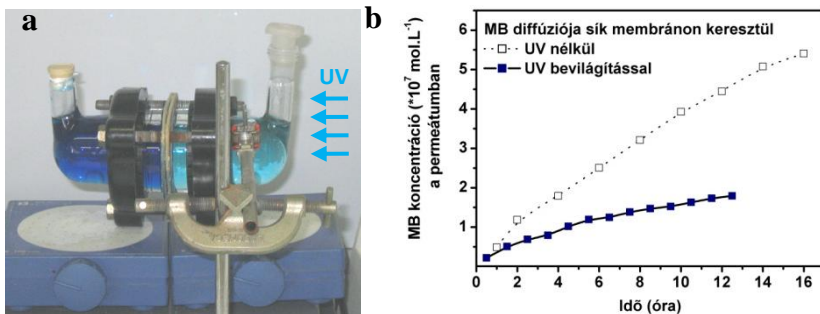 a
UV
b
MB diffúziója sík membránon keresztül
UV nélkül
UV bevilágítással
MB koncentráció (*10⁷ mol.L⁻¹)
a permeátumban
6
5
4
3
2
1
0 2 4 6 8 10 12 14 16
Idõ (óra)